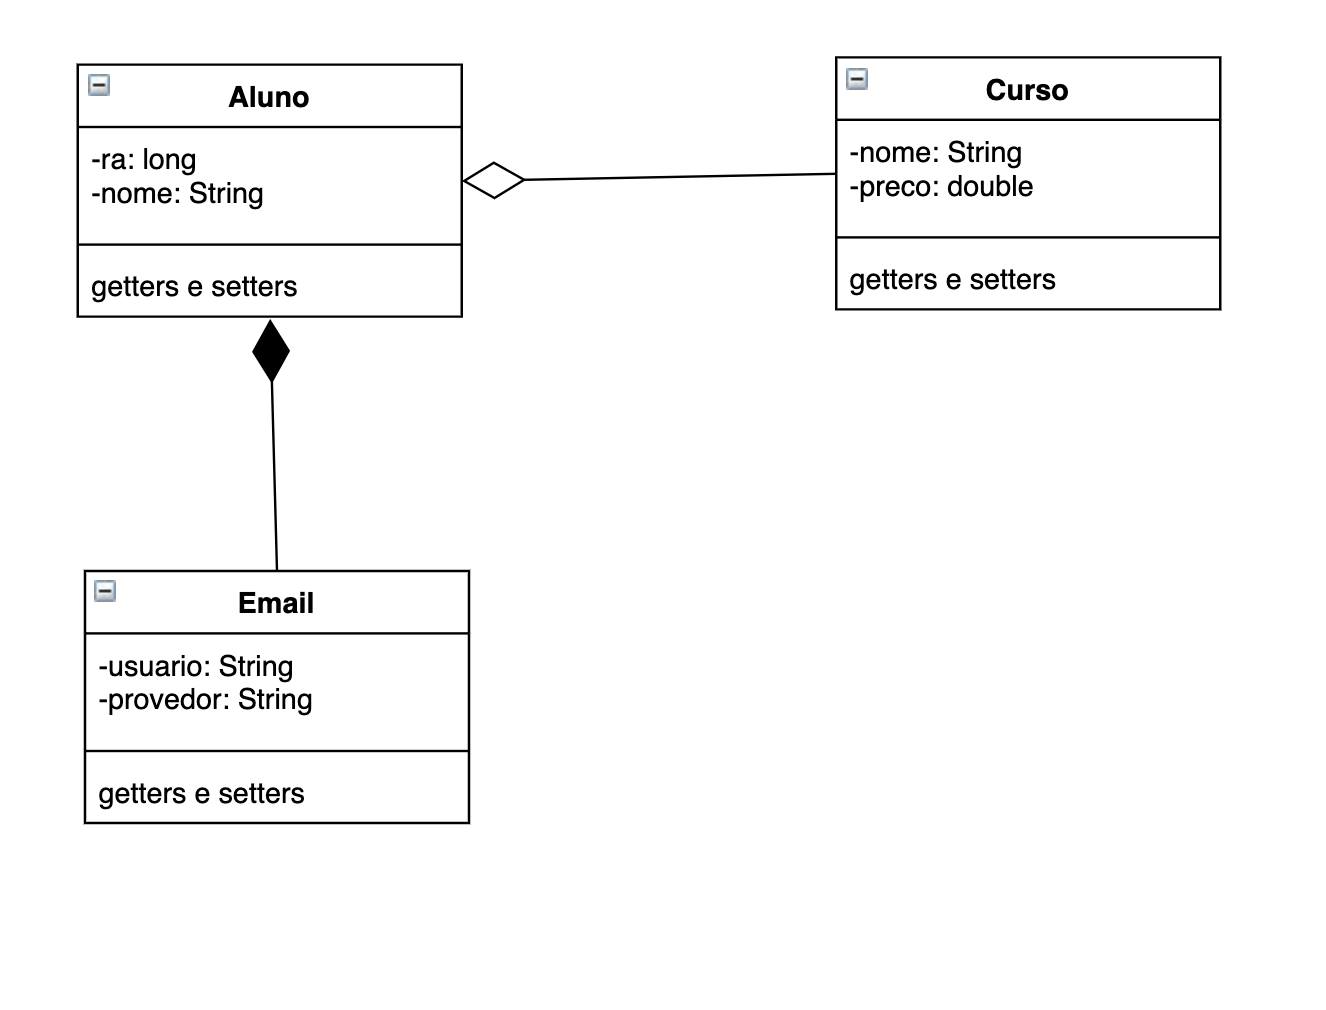 Aluno
-ra: long
-nome: String
getters e setters
Curso
-nome: String
-preco: double
getters e setters
Email
-usuario: String
-provedor: String
getters e setters